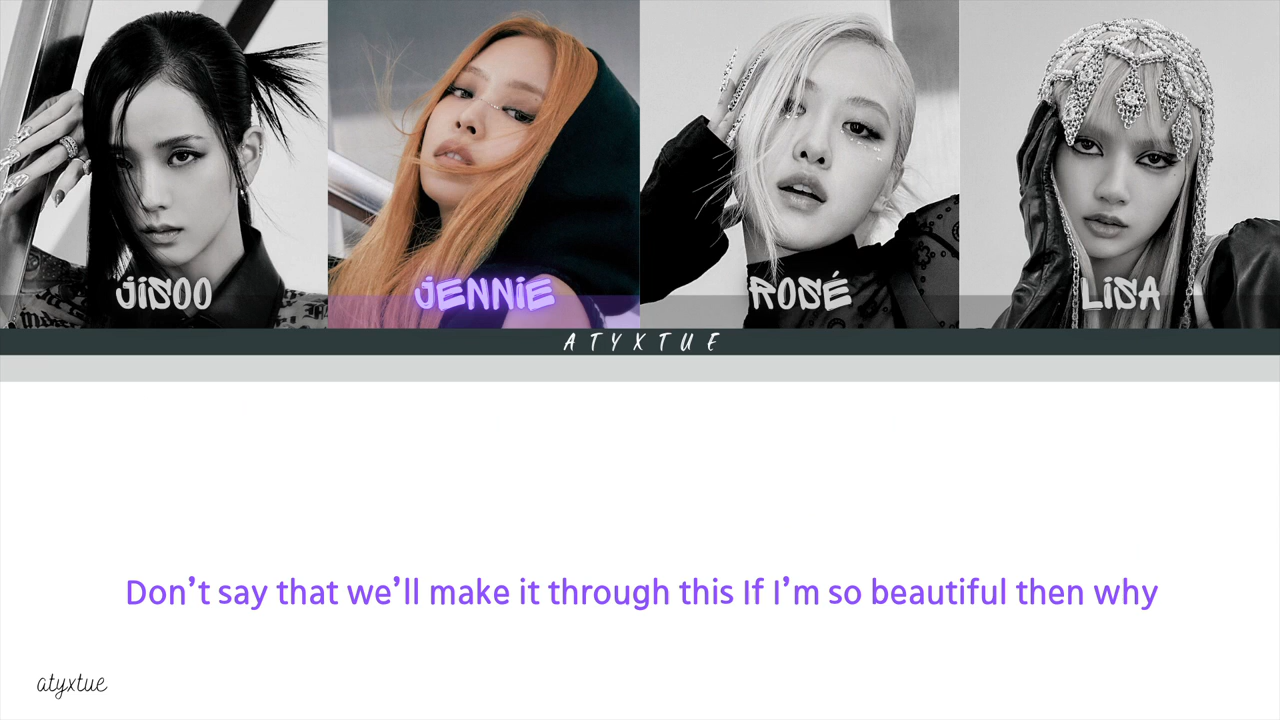 JISOO JENNIE ROSÉ LISA
ATYXTUE
Don’t say that we’ll make it through this If I’m so beautiful then why
atyxtue